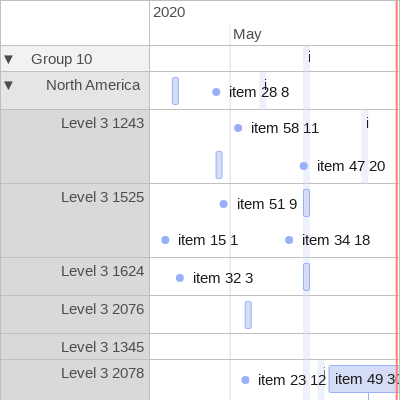 2020
May
▼ Group 10 i
▼ North America item 28 8 i
Level 3 1243 item 58 11 i
item 47 20
Level 3 1525 item 51 9
item 15 1 item 34 18
Level 3 1624 item 32 3
Level 3 2076
Level 3 1345
Level 3 2078 item 23 12 item 49 3